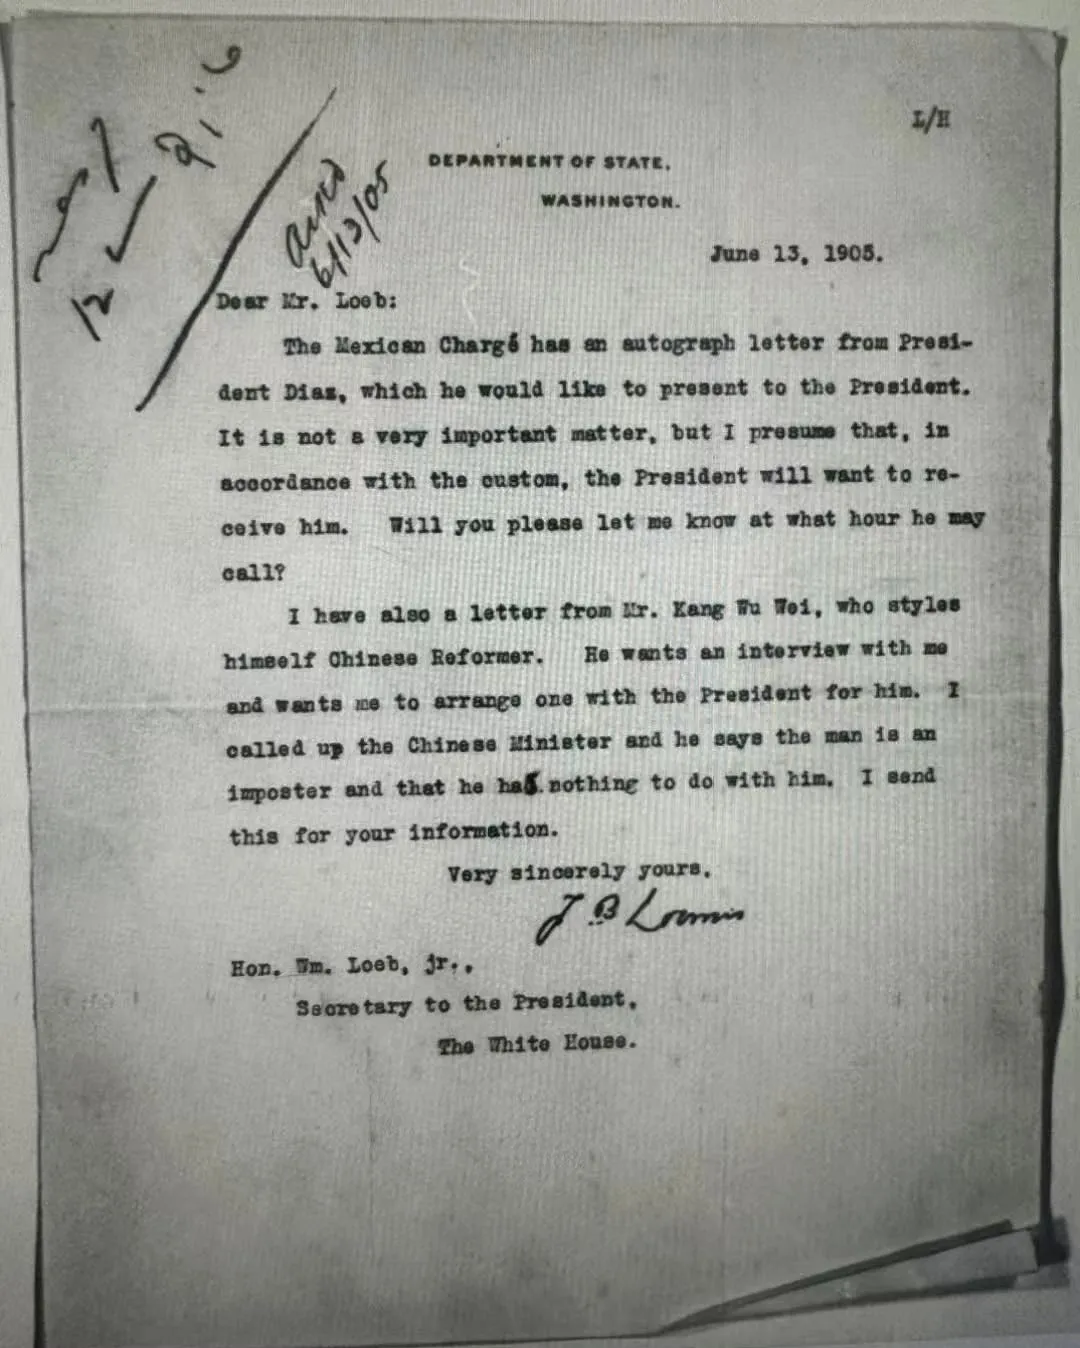 L/H
DEPARTMENT OF STATE,
WASHINGTON.
6/13/05
12
June 13, 1905.
Dear Mr. Loeb:
The Mexican Chargé has an autograph letter from Presi-
dent Diaz, which he would like to present to the President.
It is not a very important matter, but I presume that, in
accordance with the custom, the President will want to re-
ceive him. Will you please let me know at what hour he may
call?
I have also a letter from Mr. Kang Wu Wei, who styles
himself Chinese Reformer. He wants an interview with me
and wants me to arrange one with the President for him. I
called up the Chinese Minister and he says the man is an
imposter and that he has nothing to do with him. I send
this for your information.
Very sincerely yours,
J B Loomis
Hon. Wm. Loeb, jr.,
Secretary to the President,
The White House.